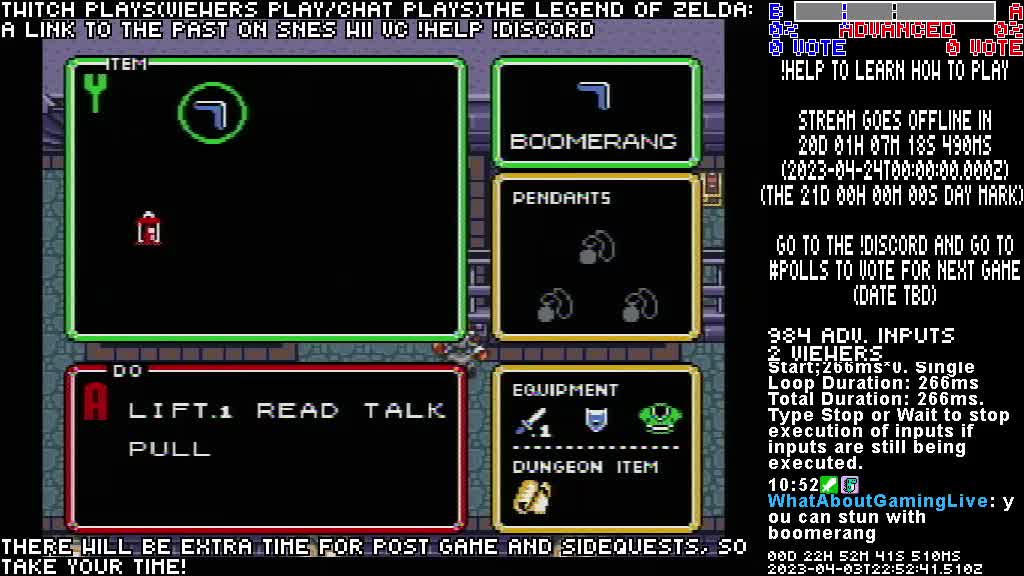 TWITCH PLAYS(VIEWERS PLAY/CHAT PLAYS)THE LEGEND OF ZELDA:
A LINK TO THE PAST ON SNES WII VC !HELP !DISCORD
B
A
0%
ADVANCED
0%
0 VOTE
0 VOTE
!HELP TO LEARN HOW TO PLAY
STREAM GOES OFFLINE IN
20D 01H 07M 18S 490MS
(2023-04-24T00:00:00.000Z)
(THE 21D 00H 00M 00S DAY MARK)
GO TO THE !DISCORD AND GO TO
#POLLS TO VOTE FOR NEXT GAME
(DATE TBD)
984 ADV. INPUTS
2 VIEWERS
Start;266ms*0. Single
Loop Duration: 266ms
Total Duration: 266ms.
Type Stop or Wait to stop
execution of inputs if
inputs are still being
executed.
10:52
WhatAboutGamingLive: y
ou can stun with
boomerang
00D 22H 52M 41S 510MS
2023-04-03T22:52:41.510Z
ITEM
Y
BOOMERANG
PENDANTS
DO
A
LIFT.1 READ TALK
PULL
EQUIPMENT
.1
DUNGEON ITEM
THERE WILL BE EXTRA TIME FOR POST GAME AND SIDEQUESTS, SO
TAKE YOUR TIME!